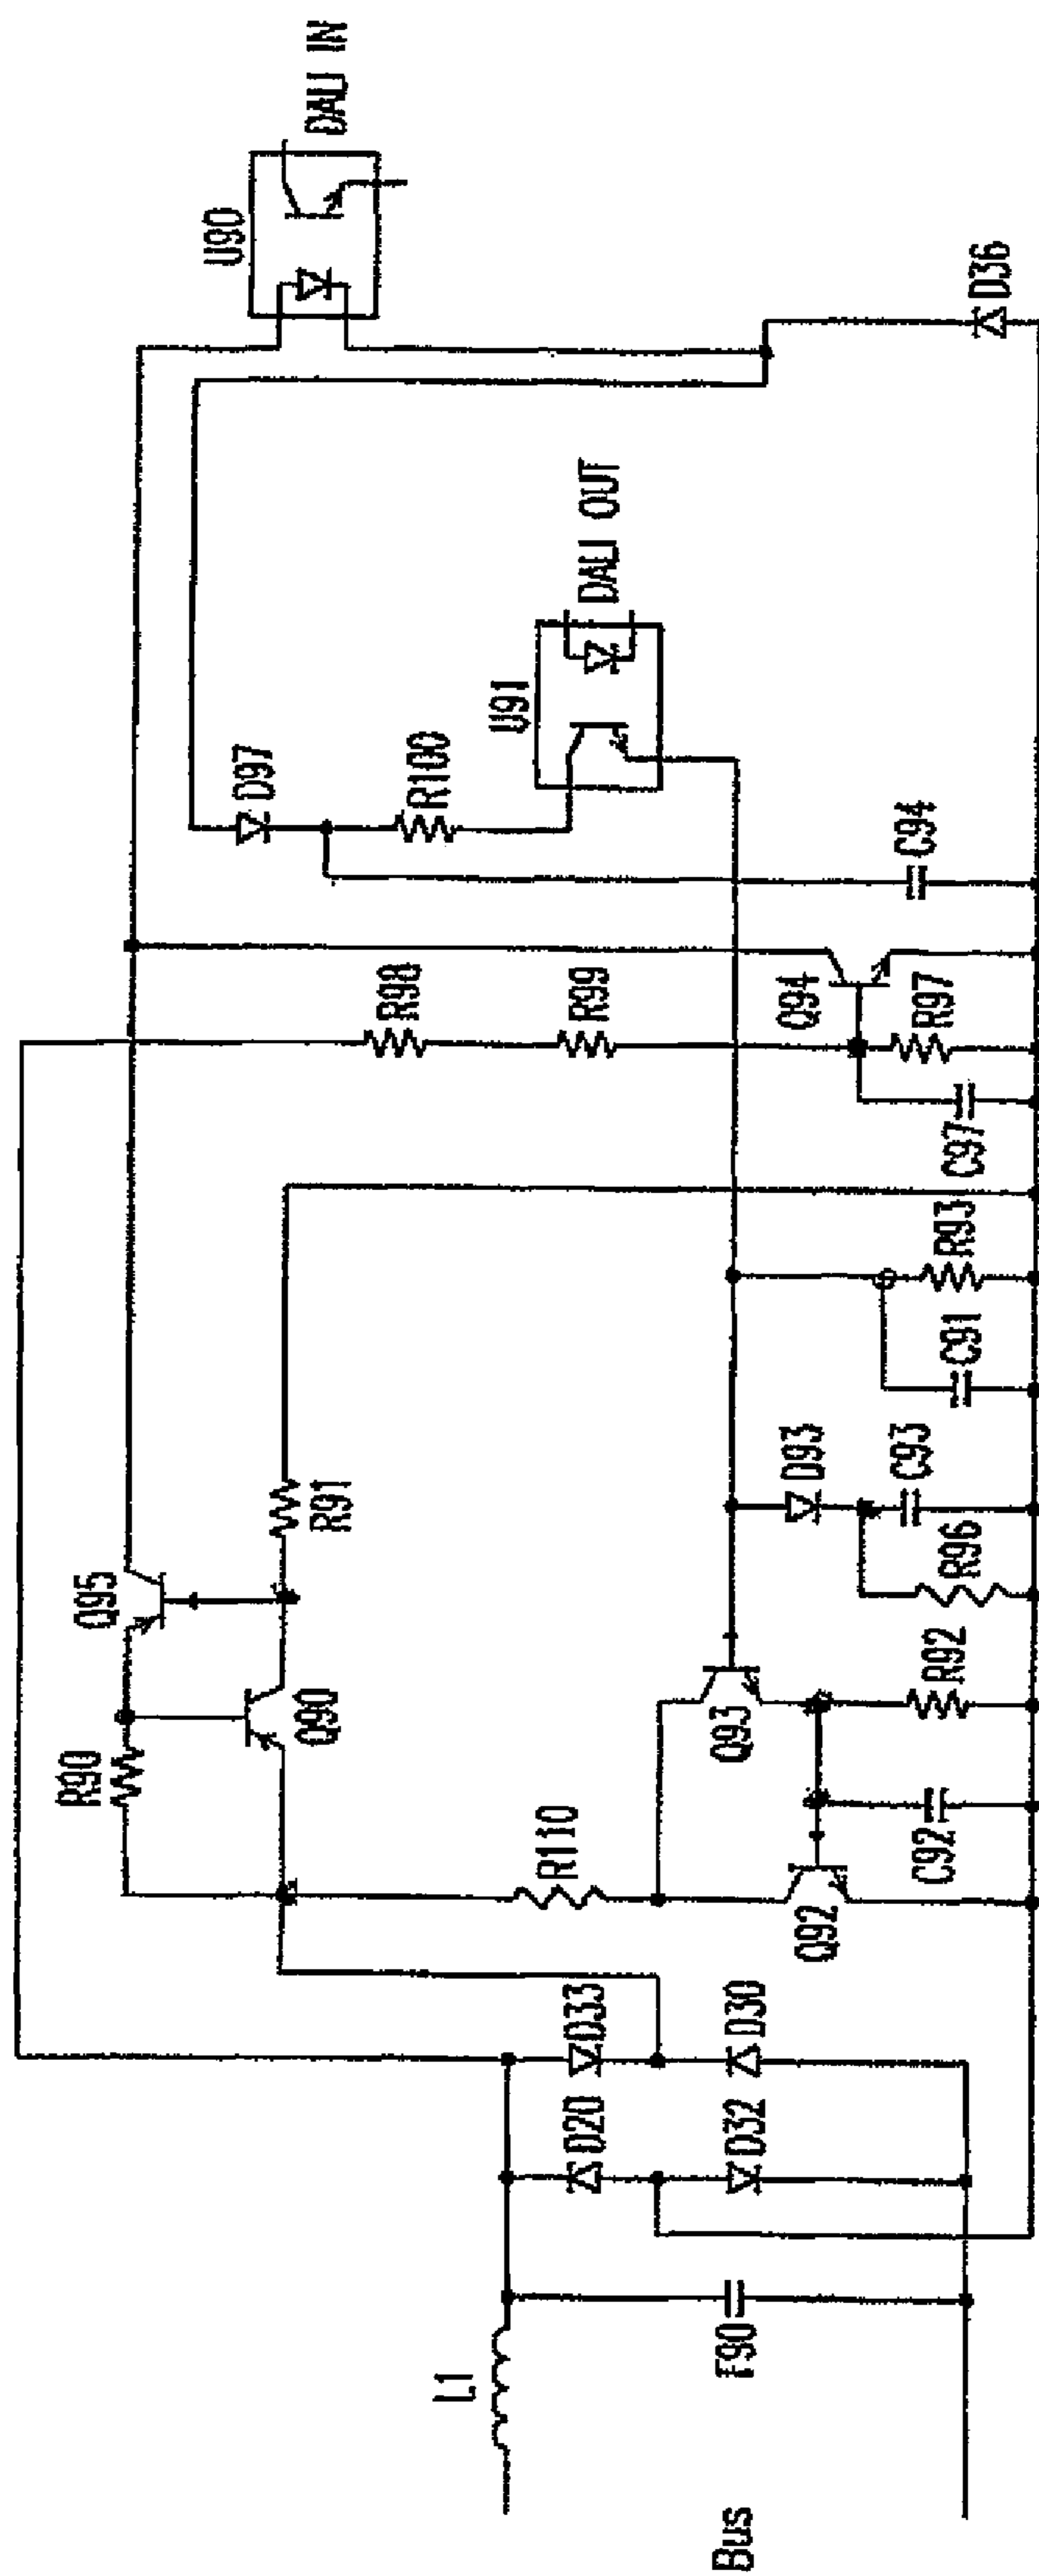 DALI IN
U90
D36
DALI OUT
U91
D97
R100
C94
R98
R99
Q94
R97
C97
R93
C91
R91
D93
C93
R96
Q95
Q90
R92
Q93
R90
R110
C92
Q92
D33
D30
D20
D32
L1
F90
Bus